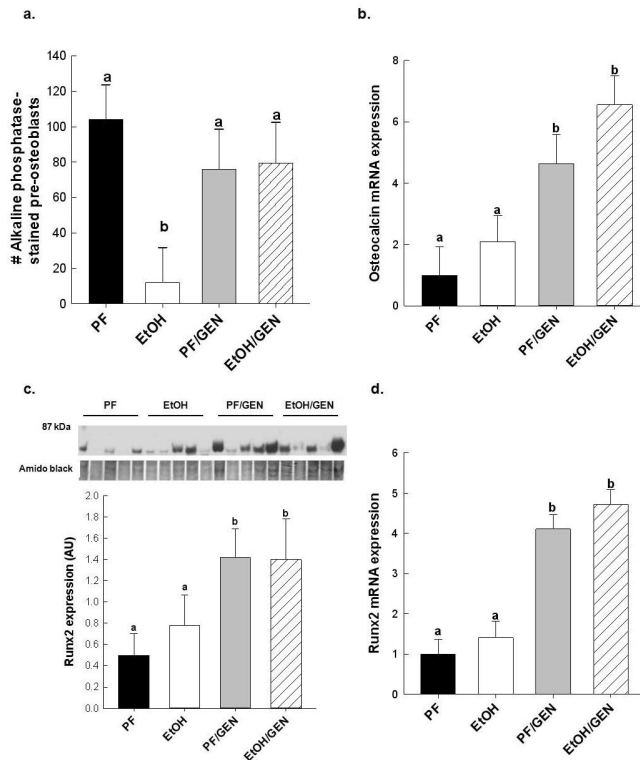 a.
# Alkaline phosphatase-
stained pre-osteoblasts
140
120
100
80
60
40
20
0
a
b
a
a
PF
EtOH
PF/GEN
EtOH/GEN
b.
Osteocalcin mRNA expression
8
6
4
2
0
a
a
b
b
PF
EtOH
PF/GEN
EtOH/GEN
c.
PF
EtOH
PF/GEN
EtOH/GEN
87 kDa
Amido black
Runx2 expression (AU)
2.0
1.8
1.6
1.4
1.2
1.0
0.8
0.6
0.4
0.2
0.0
a
a
b
b
PF
EtOH
PF/GEN
EtOH/GEN
d.
Runx2 mRNA expression
6
5
4
3
2
1
0
a
a
b
b
PF
EtOH
PF/GEN
EtOH/GEN